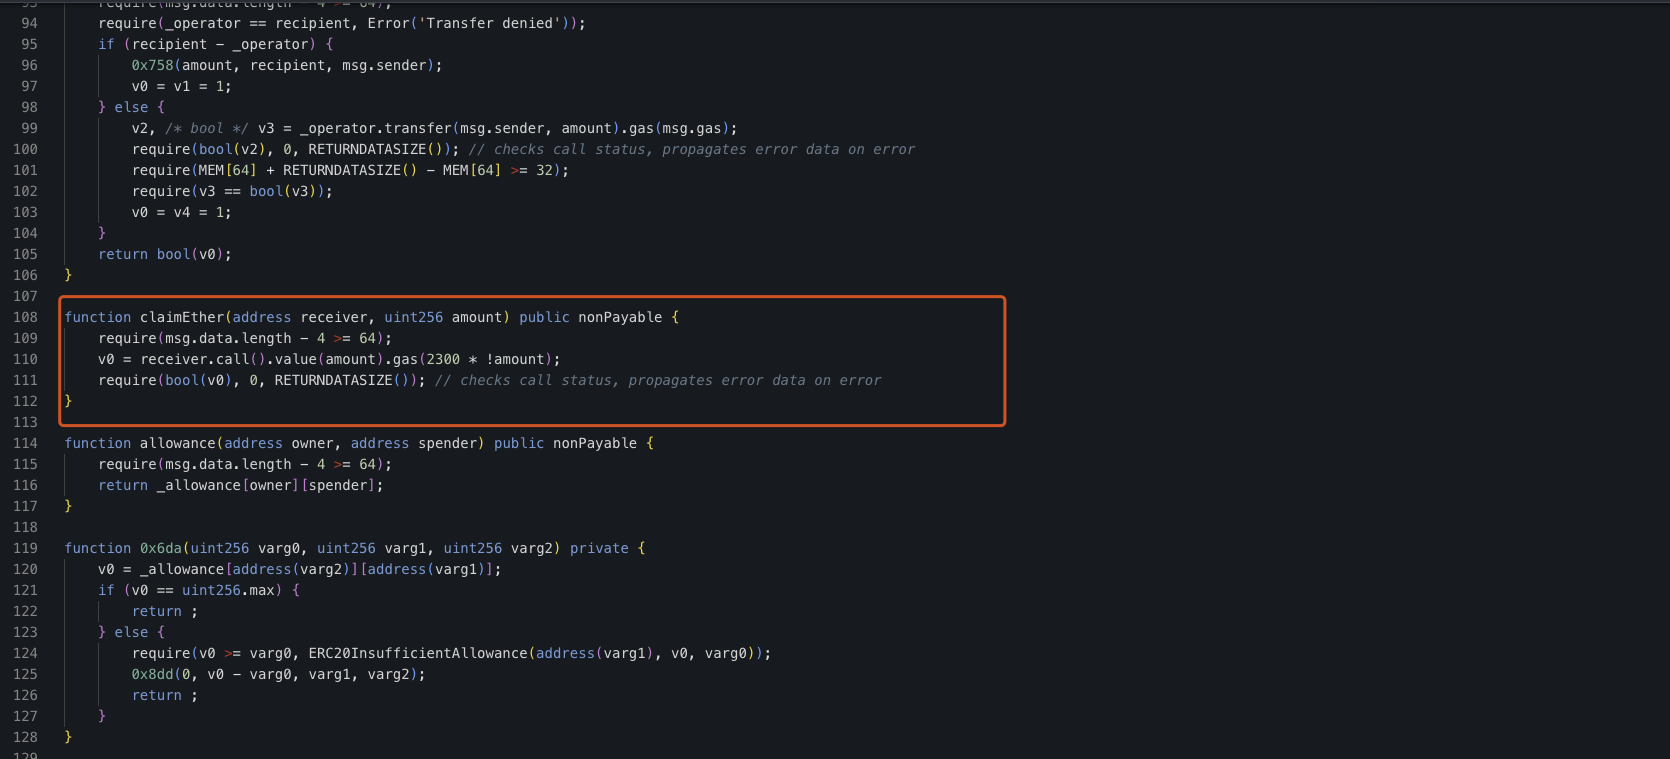 93 require(msg.data.length - 4 >= 64);
94 require(_operator == recipient, Error('Transfer denied'));
95 if (recipient - _operator) {
96 0x758(amount, recipient, msg.sender);
97 v0 = v1 = 1;
98 } else {
99 v2, /* bool */ v3 = _operator.transfer(msg.sender, amount).gas(msg.gas);
100 require(bool(v2), 0, RETURNDATASIZE()); // checks call status, propagates error data on error
101 require(MEM[64] + RETURNDATASIZE() - MEM[64] >= 32);
102 require(v3 == bool(v3));
103 v0 = v4 = 1;
104 }
105 return bool(v0);
106 }
107
108 function claimEther(address receiver, uint256 amount) public nonPayable {
109 require(msg.data.length - 4 >= 64);
110 v0 = receiver.call().value(amount).gas(2300 * !amount);
111 require(bool(v0), 0, RETURNDATASIZE()); // checks call status, propagates error data on error
112 }
113
114 function allowance(address owner, address spender) public nonPayable {
115 require(msg.data.length - 4 >= 64);
116 return _allowance[owner][spender];
117 }
118
119 function 0x6da(uint256 varg0, uint256 varg1, uint256 varg2) private {
120 v0 = _allowance[address(varg2)][address(varg1)];
121 if (v0 == uint256.max) {
122 return ;
123 } else {
124 require(v0 >= varg0, ERC20InsufficientAllowance(address(varg1), v0, varg0));
125 0x8dd(0, v0 - varg0, varg1, varg2);
126 return ;
127 }
128 }
129